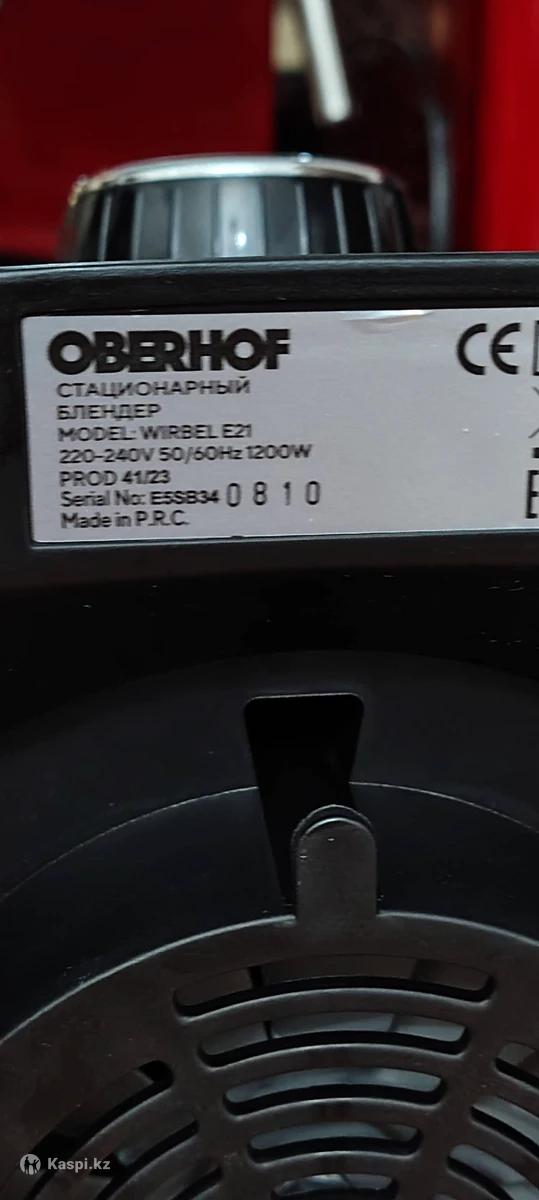 OBERHOF
СТАЦИОНАРНЫЙ
БЛЕНДЕР
MODEL: WIRBEL E21
220-240V 50/60Hz 1200W
PROD 41/23
Serial No: E5SB34 0810
Made in P.R.C.
CE
Kaspi.kz